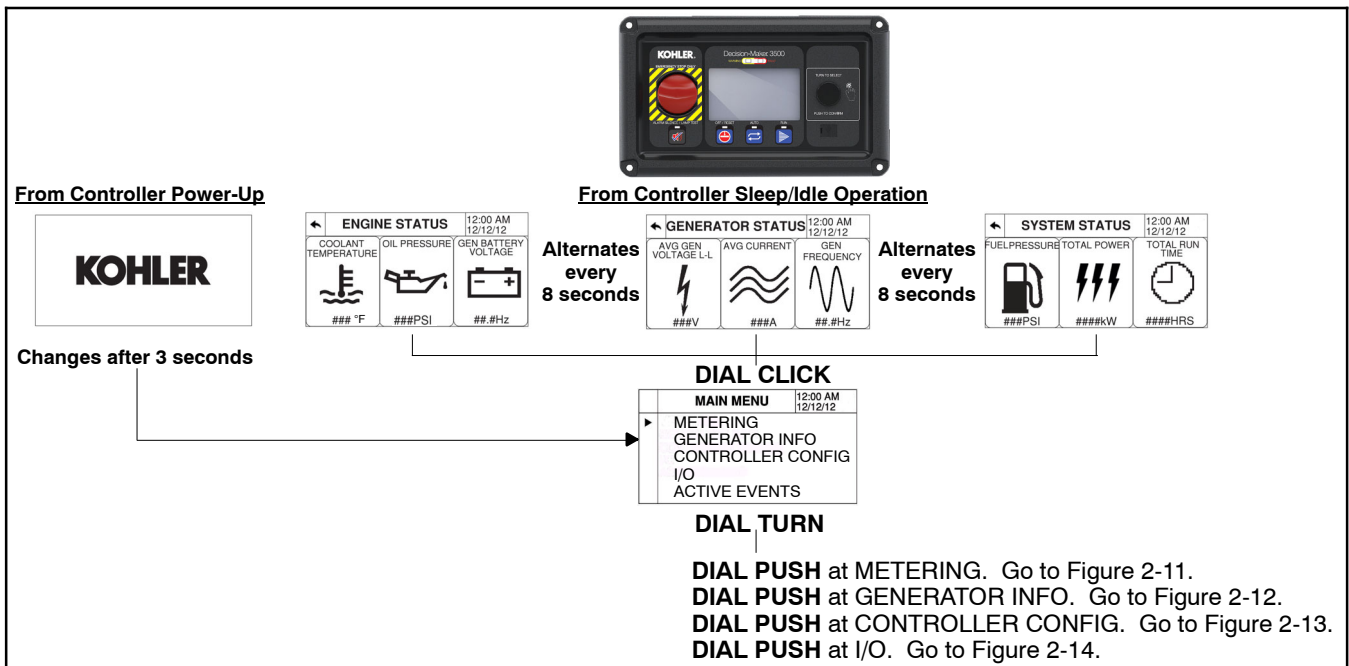 KOHLER.
Decision-Maker 3500
EMERGENCY STOP ONLY
TURN TO SELECT
PUSH TO CONFIRM
ALARM SILENCE / LAMP TEST
OFF / RESET
AUTO
RUN
From Controller Power-Up
From Controller Sleep/Idle Operation
KOHLER
Changes after 3 seconds
ENGINE STATUS
12:00 AM
12/12/12
COOLANT
TEMPERATURE
OIL PRESSURE
GEN BATTERY
VOLTAGE
### °F
###PSI
##.#Hz
Alternates
every
8 seconds
GENERATOR STATUS
12:00 AM
12/12/12
AVG GEN
VOLTAGE L-L
AVG CURRENT
GEN
FREQUENCY
###V
###A
##.#Hz
Alternates
every
8 seconds
SYSTEM STATUS
12:00 AM
12/12/12
FUELPRESSURE
TOTAL POWER
TOTAL RUN
TIME
###PSI
####kW
####HRS
DIAL CLICK
MAIN MENU
12:00 AM
12/12/12
METERING
GENERATOR INFO
CONTROLLER CONFIG
I/O
ACTIVE EVENTS
DIAL TURN
DIAL PUSH at METERING. Go to Figure 2-11.
DIAL PUSH at GENERATOR INFO. Go to Figure 2-12.
DIAL PUSH at CONTROLLER CONFIG. Go to Figure 2-13.
DIAL PUSH at I/O. Go to Figure 2-14.